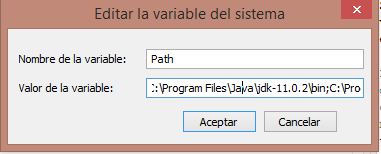 Editar la variable del sistema
Nombre de la variable: Path
Valor de la variable: C:\Program Files\Java\jdk-11.0.2\bin;C:\Pro
Aceptar Cancelar